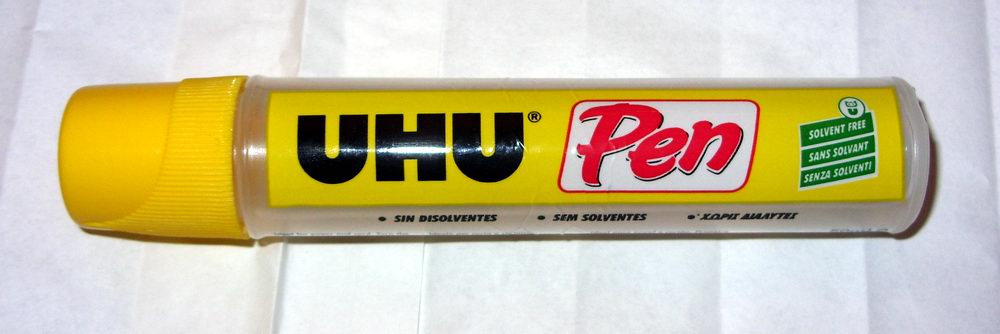 UHU® Pen
SOLVENT FREE
SANS SOLVANT
SENZA SOLVENTI
• SIN DISOLVENTES • SEM SOLVENTES • ΧΩΡΙΣ ΔΙΑΛΥΤΕΣ